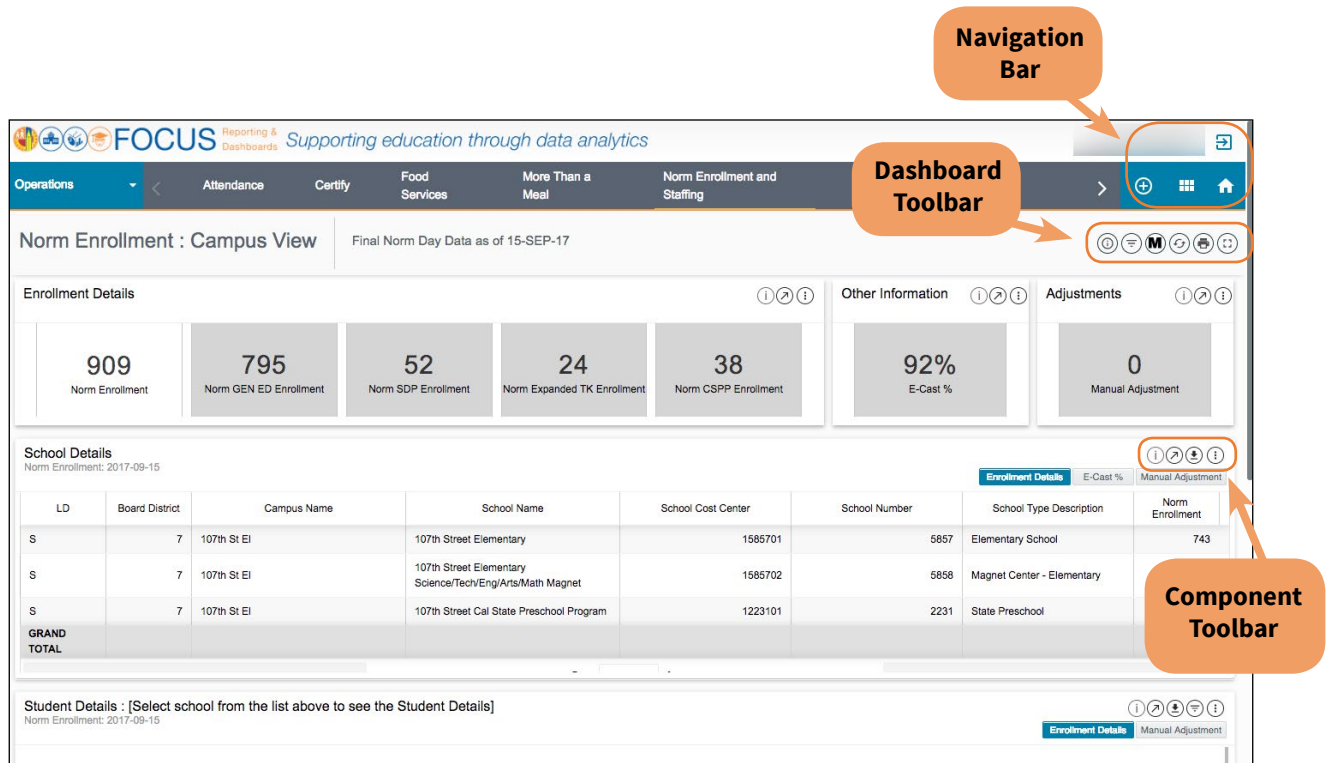 Navigation
Bar
FOCUS Reporting &
Dashboards Supporting education through data analytics
Dashboard
Toolbar
Operations Attendance Certify Food
Services More Than a
Meal Norm Enrollment and
Staffing
Norm Enrollment : Campus View Final Norm Day Data as of 15-SEP-17
M
Enrollment Details
Other Information
Adjustments
909
Norm Enrollment
795
Norm GEN ED Enrollment
52
Norm SDP Enrollment
24
Norm Expanded TK Enrollment
38
Norm CSPP Enrollment
92%
E-Cast %
0
Manual Adjustment
School Details
Norm Enrollment: 2017-09-15
Enrollment Details E-Cast % Manual Adjustment
LD Board District Campus Name School Name School Cost Center School Number School Type Description Norm
Enrollment
S 7 107th St El 107th Street Elementary 1585701 5857 Elementary School 743
S 7 107th St El 107th Street Elementary
Science/Tech/Eng/Arts/Math Magnet 1585702 5858 Magnet Center - Elementary
S 7 107th St El 107th Street Cal State Preschool Program 1223101 2231 State Preschool
GRAND
TOTAL
Component
Toolbar
Student Details : [Select school from the list above to see the Student Details]
Norm Enrollment: 2017-09-15
Enrollment Details Manual Adjustment